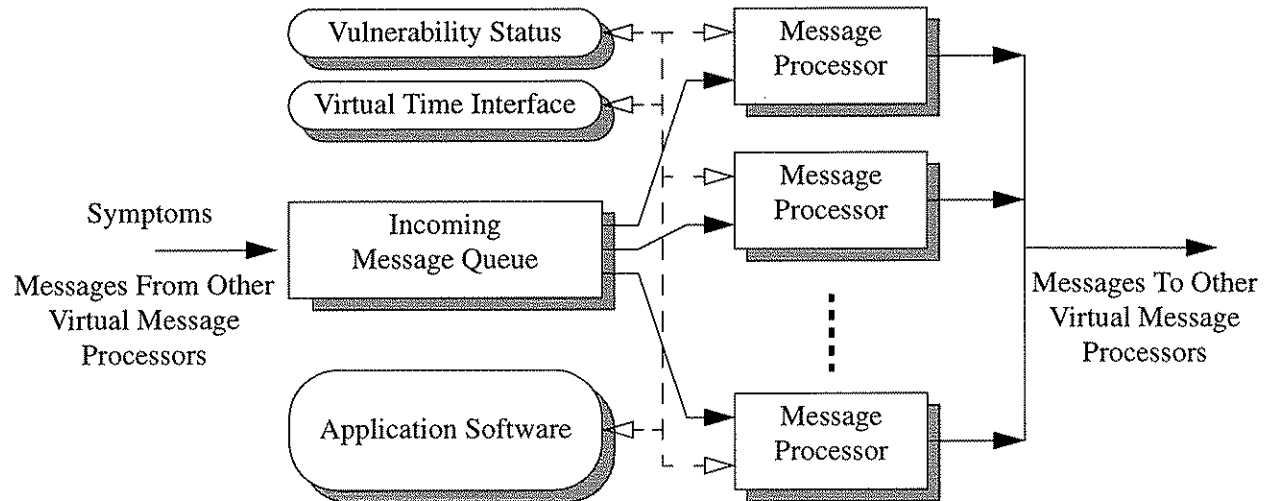 Vulnerability Status
Virtual Time Interface
Symptoms
Messages From Other
Virtual Message
Processors
Incoming
Message Queue
Application Software
Message
Processor
Message
Processor
Message
Processor
Messages To Other
Virtual Message
Processors